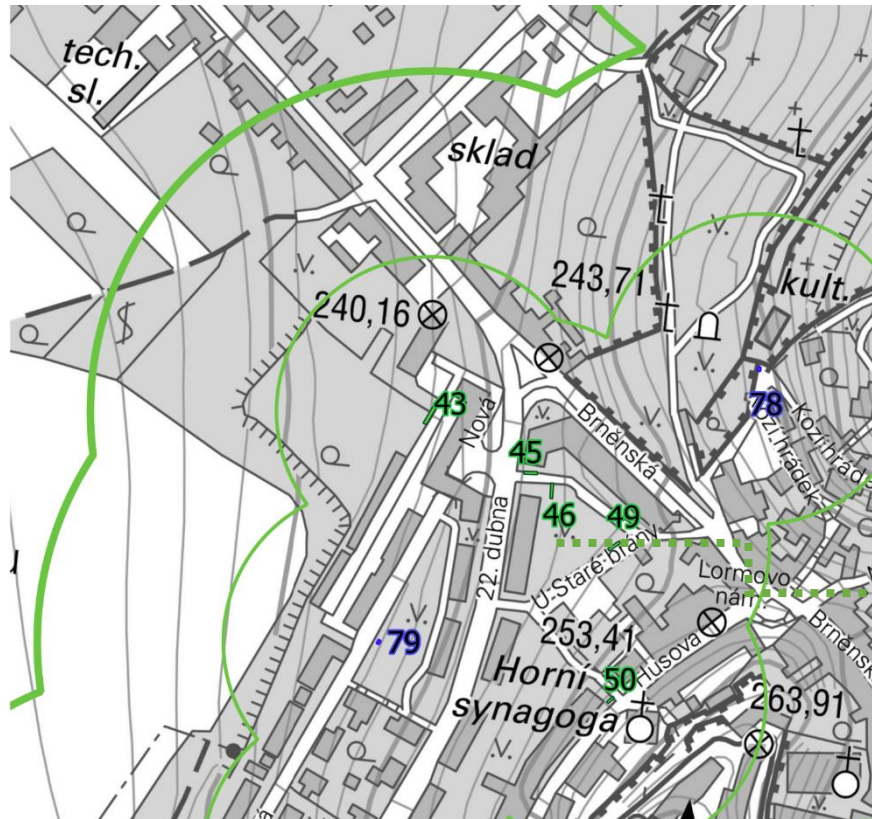 tech.
sl.
sklad
243,71
240,16
kult.
43
Nová
78
Kozí hrádek
Kozí hrádek
Brněnská
45
46
49
22. dubna
U Staré brány
Lormovo
nám.
Brněnsk
253,41
79
Husova
50
Horní
synagoga
263,91